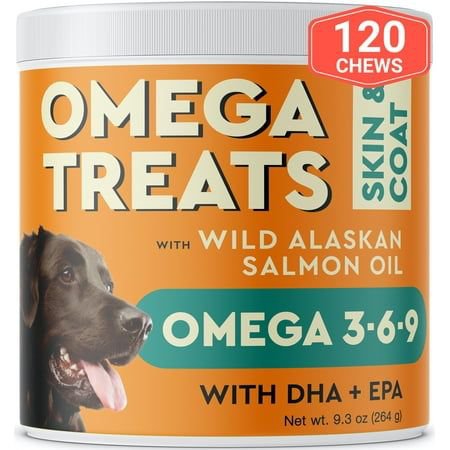 120
CHEWS
OMEGA
TREATS
SKIN &
COAT
WITH WILD ALASKAN
SALMON OIL
OMEGA 3-6-9
WITH DHA + EPA
Net wt. 9.3 oz (264 g)